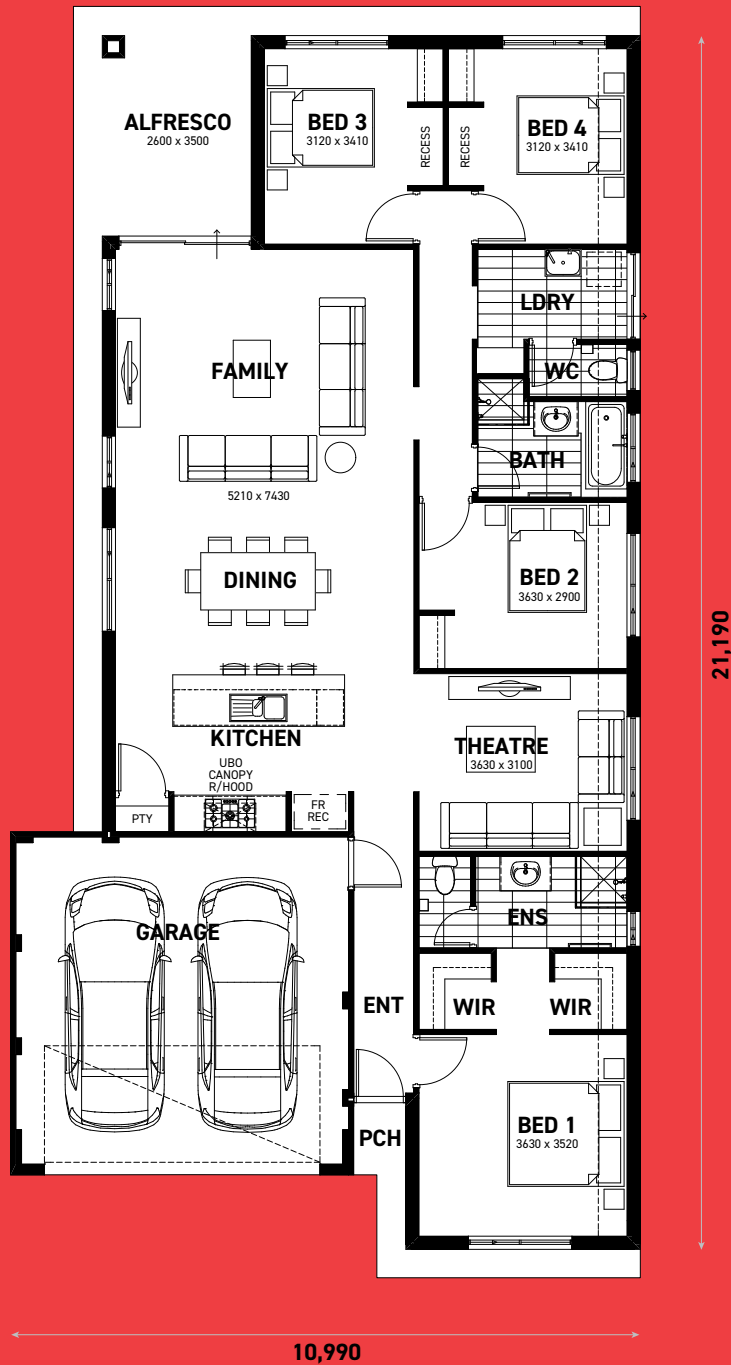 ALFRESCO
2600 x 3500
BED 3
3120 x 3410
RECESS
RECESS
BED 4
3120 x 3410
LDRY
WC
FAMILY
BATH
5210 x 7430
DINING
BED 2
3630 x 2900
21,190
KITCHEN
THEATRE
3630 x 3100
UBO
CANOPY
R/HOOD
PTY
FR
REC
GARAGE
ENS
ENT
WIR
WIR
PCH
BED 1
3630 x 3520
10,990